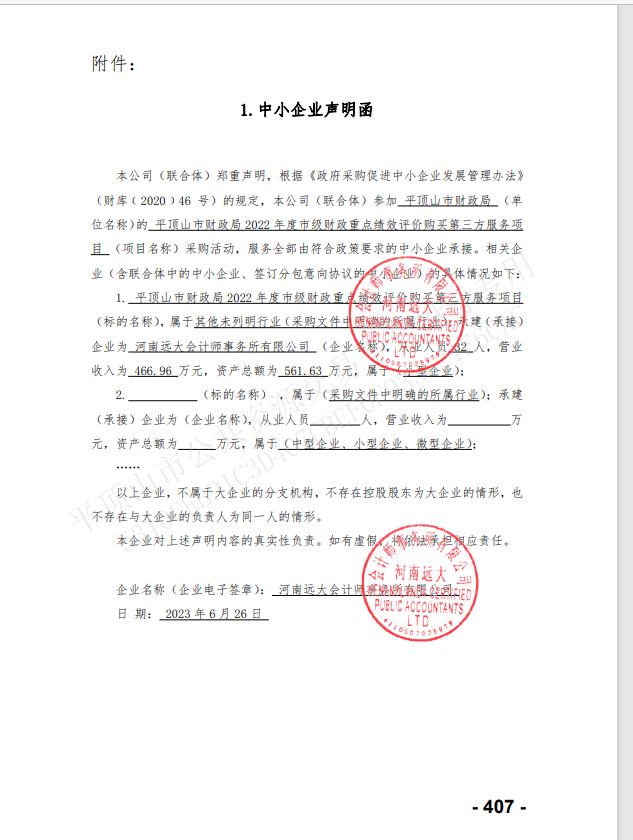 附件：
1.中小企业声明函
本公司（联合体）郑重声明，根据《政府采购促进中小企业发展管理办法》
（财库﹝2020﹞46 号）的规定，本公司（联合体）参加 平顶山市财政局 （单
位名称）的 平顶山市财政局 2022 年度市级财政重点绩效评价购买第三方服务项
目 （项目名称）采购活动，服务全部由符合政策要求的中小企业承接。相关企
业（含联合体中的中小企业、签订分包意向协议的中小企业）的具体情况如下：
1. 平顶山市财政局 2022 年度市级财政重点绩效评价购买第三方服务项目
（标的名称），属于其他未列明行业（采购文件中明确的所属行业）；承建（承接）
企业为 河南远大会计师事务所有限公司 （企业名称），从业人员 32 人，营业
收入为 466.96 万元，资产总额为 561.63 万元，属于（小型企业）；
2. （标的名称） ，属于（采购文件中明确的所属行业）；承建
（承接）企业为（企业名称），从业人员 人，营业收入为 万
元，资产总额为 万元，属于（中型企业、小型企业、微型企业）；
……
以上企业，不属于大企业的分支机构，不存在控股股东为大企业的情形，也
不存在与大企业的负责人为同一人的情形。
本企业对上述声明内容的真实性负责。如有虚假，将依法承担相应责任。
企业名称（企业电子签章）： 河南远大会计师事务所有限公司
日 期： 2023 年 6 月 26 日
河南远大
CERTIFIED
PUBLIC ACCOUNTANTS
LTD
- 407 -